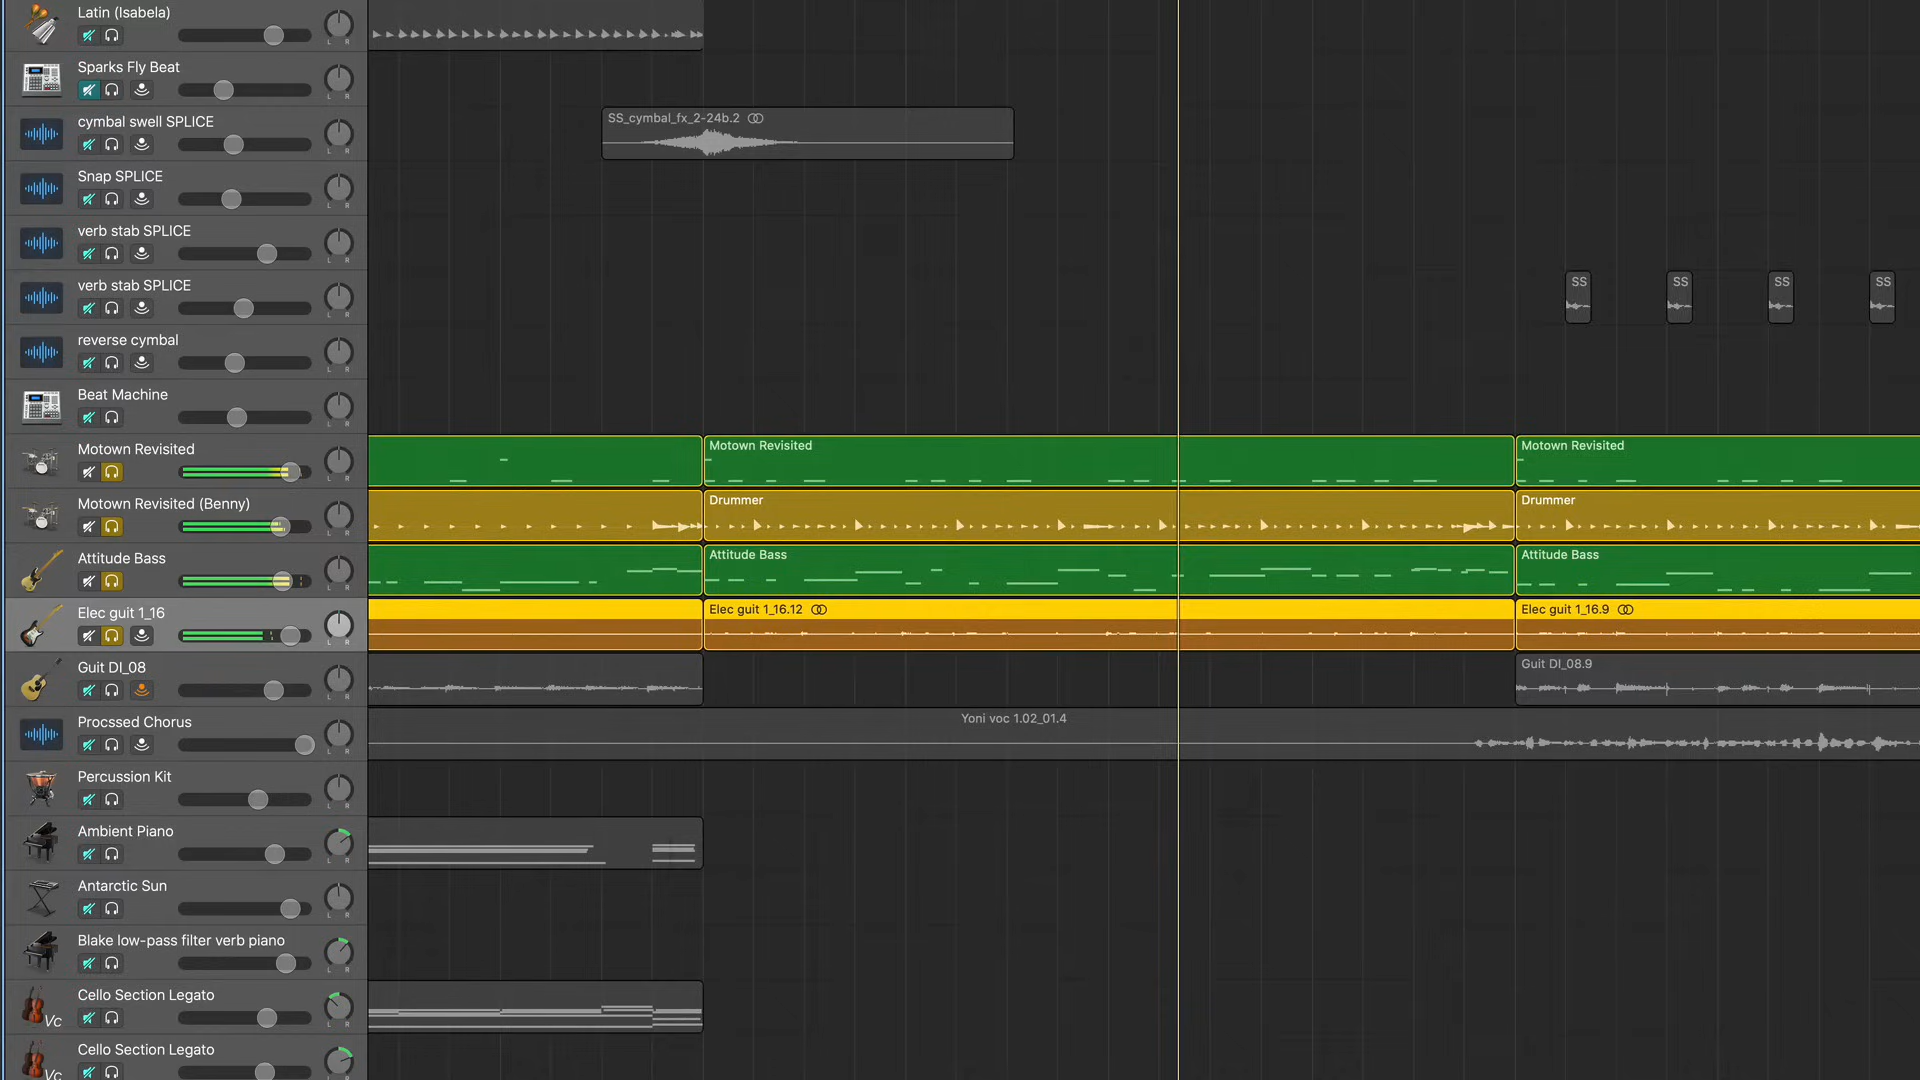 Latin (Isabela)
L R
Sparks Fly Beat
L R
SS_cymbal_fx_2-24b.2
cymbal swell SPLICE
L R
Snap SPLICE
L R
verb stab SPLICE
L R
verb stab SPLICE
L R
SS SS SS SS
reverse cymbal
L R
Beat Machine
L R
Motown Revisited
L R
Motown Revisited Motown Revisited
Motown Revisited (Benny)
L R
Drummer Drummer
Attitude Bass
L R
Attitude Bass Attitude Bass
Elec guit 1_16
L R
Elec guit 1_16.12 Elec guit 1_16.9
Guit DI_08
L R
Guit DI_08.9
Procssed Chorus
L R
Yoni voc 1.02_01.4
Percussion Kit
L R
Ambient Piano
L R
Antarctic Sun
L R
Blake low-pass filter verb piano
L R
Cello Section Legato
Vc
L R
Cello Section Legato
Vc
L R